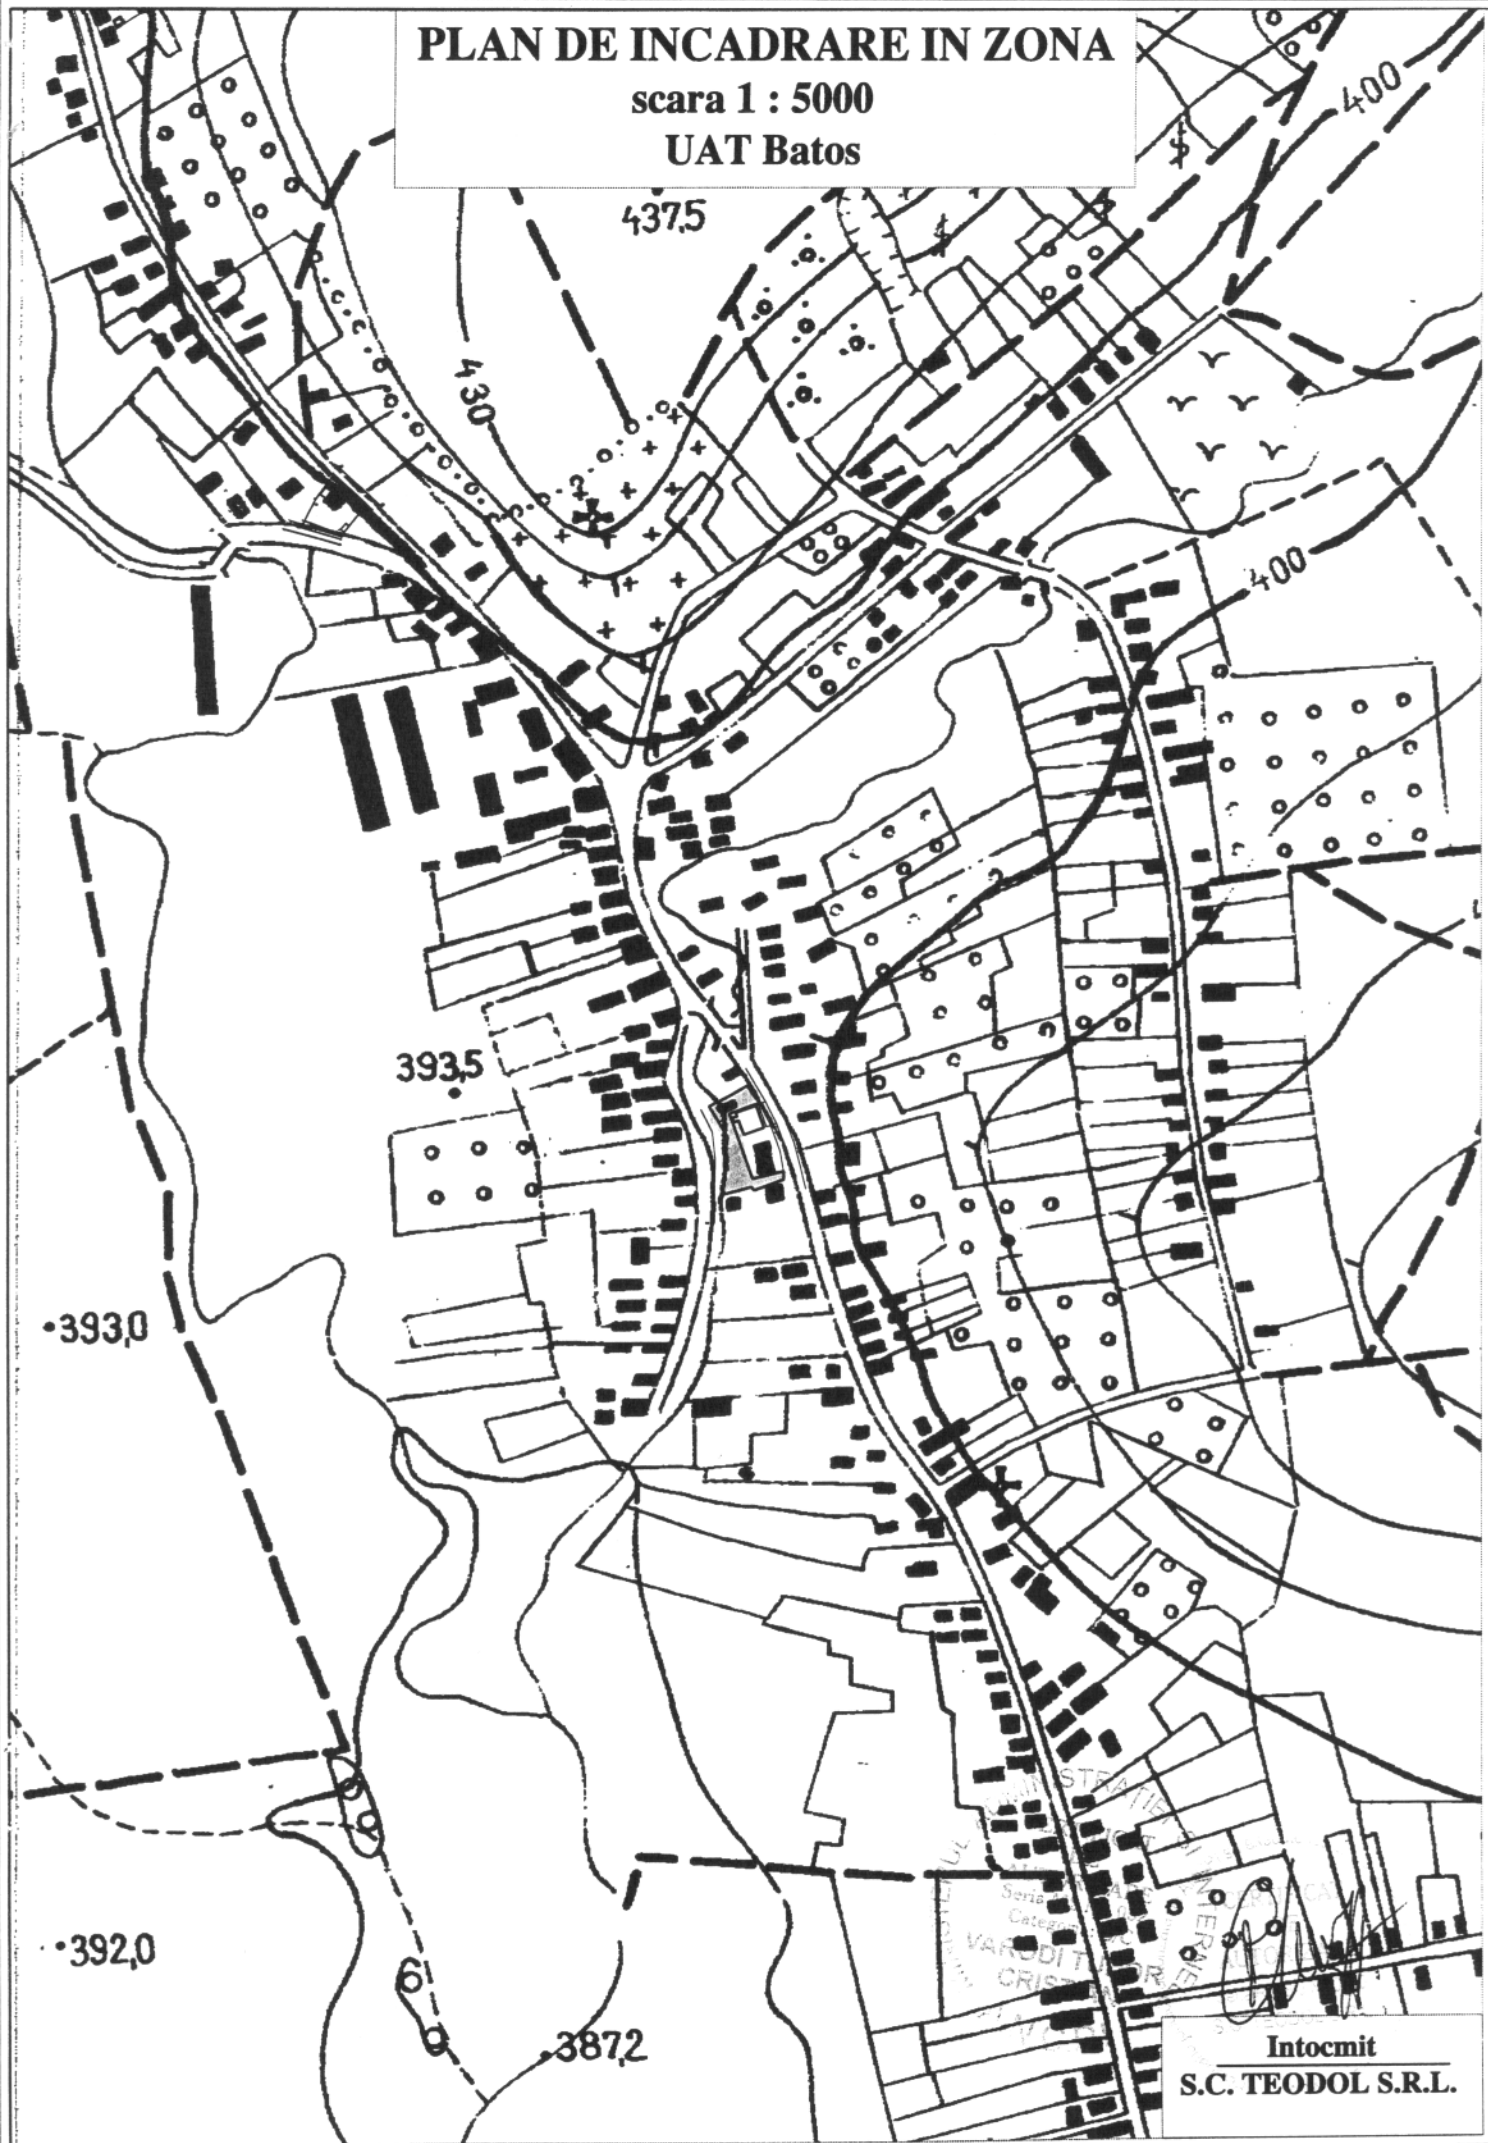 PLAN DE INCADRARE IN ZONA
scara 1 : 5000
UAT Batos
400
437,5
430
400
393,5
393,0
392,0
6
387,2
VARODI
Intocmit
S.C. TEODOL S.R.L.